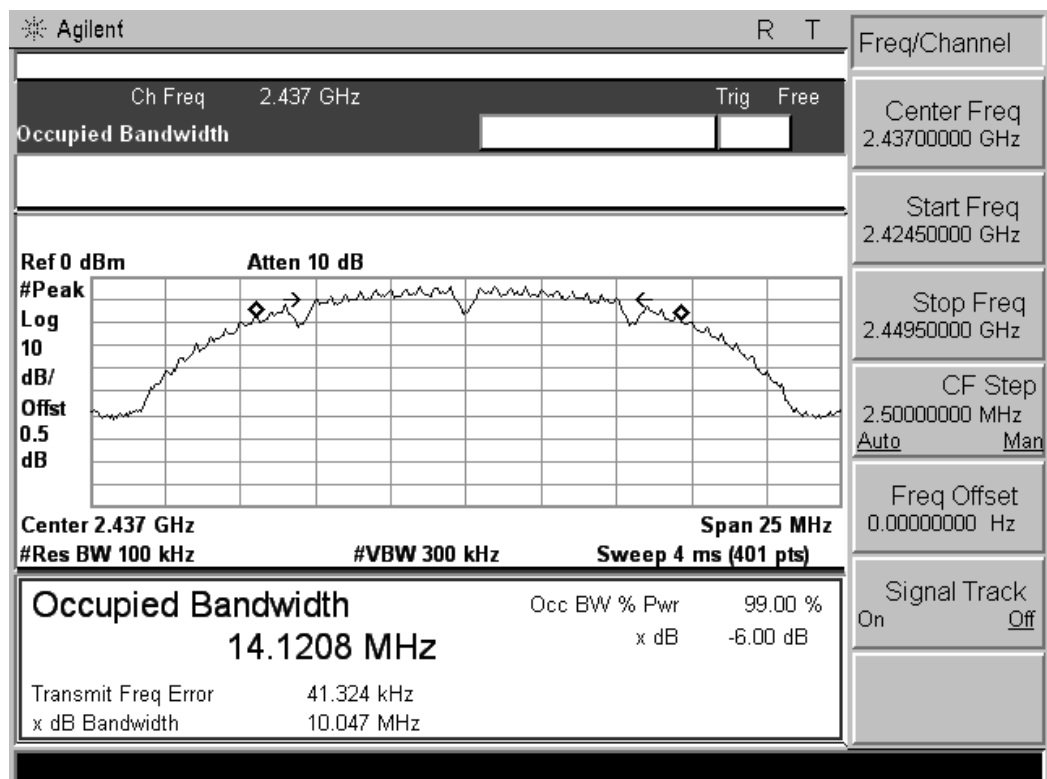 Agilent R T
Ch Freq 2.437 GHz Trig Free
Occupied Bandwidth
Ref 0 dBm Atten 10 dB
#Peak
Log
10
dB/
Offst
0.5
dB
Center 2.437 GHz Span 25 MHz
#Res BW 100 kHz #VBW 300 kHz Sweep 4 ms (401 pts)
Occupied Bandwidth Occ BW % Pwr 99.00 %
14.1208 MHz x dB -6.00 dB
Transmit Freq Error 41.324 kHz
x dB Bandwidth 10.047 MHz
Freq/Channel
Center Freq
2.43700000 GHz
Start Freq
2.42450000 GHz
Stop Freq
2.44950000 GHz
CF Step
2.50000000 MHz
Auto Man
Freq Offset
0.00000000 Hz
Signal Track
On Off